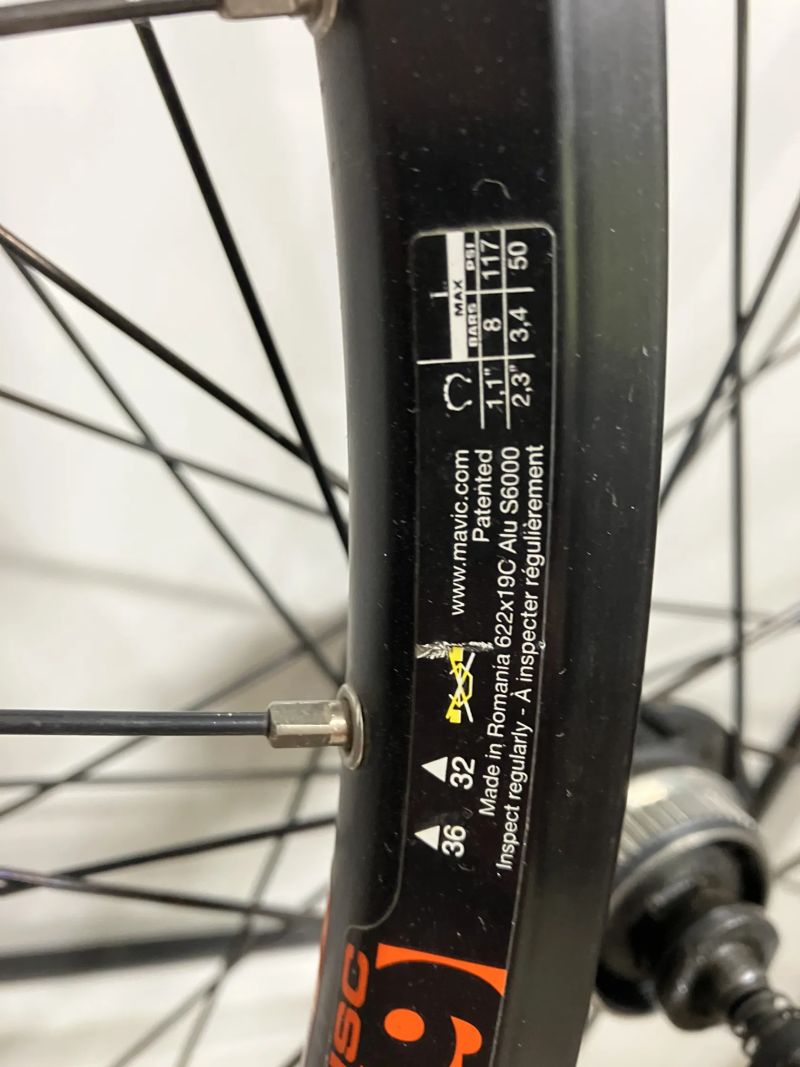 MAX
BARS PSI
1,1" 8 117
2,3" 3,4 50
www.mavic.com
Patented
36 32
Made in Romania 622x19C Alu S6000
Inspect regularly - À inspecter régulièrement